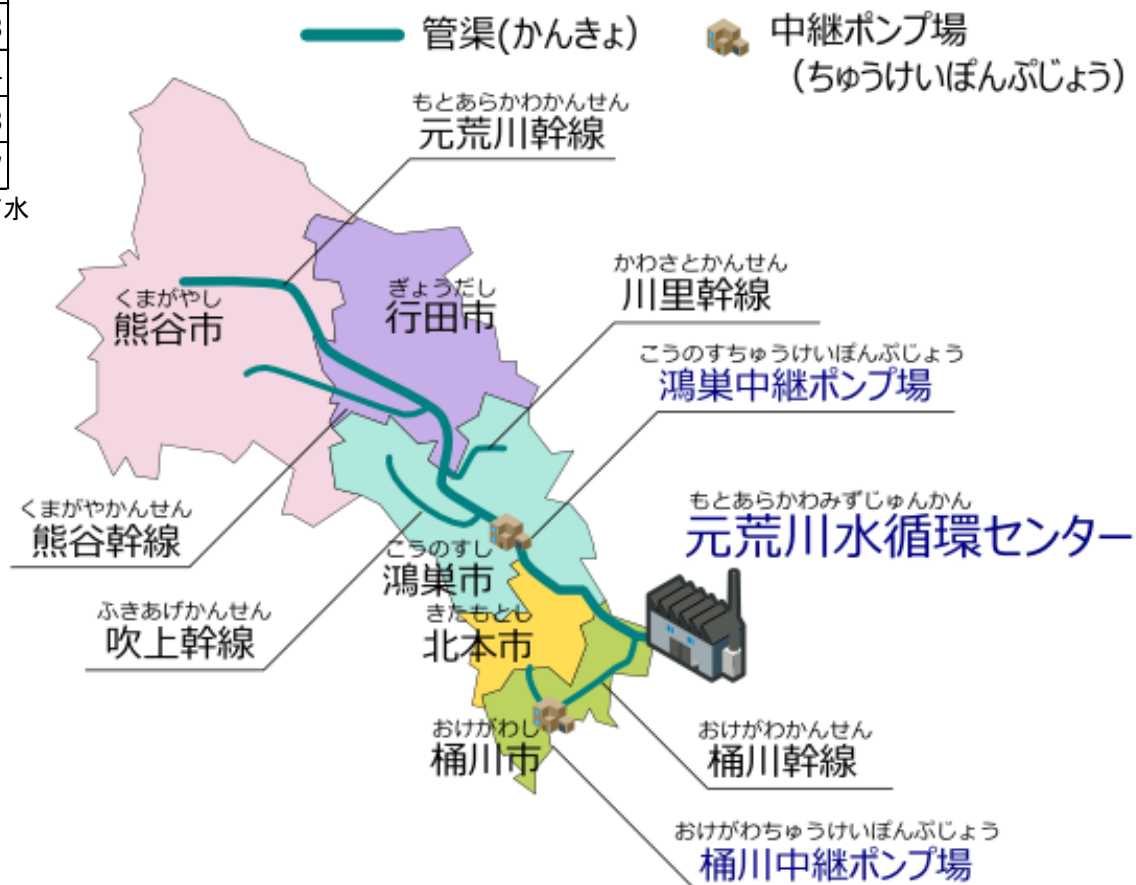 管渠(かんきょ)
中継ポンプ場
(ちゅうけいぽんぷじょう)
もとあらかわかんせん
元荒川幹線
水
かわさとかんせん
川里幹線
くまがやし
熊谷市
ぎょうだし
行田市
こうのすちゅうけいぽんぷじょう
鴻巣中継ポンプ場
くまがやかんせん
熊谷幹線
もとあらかわみずじゅんかん
元荒川水循環センター
こうのすし
鴻巣市
ふきあげかんせん
吹上幹線
きたもとし
北本市
おけがわし
桶川市
おけがわかんせん
桶川幹線
おけがわちゅうけいぽんぷじょう
桶川中継ポンプ場